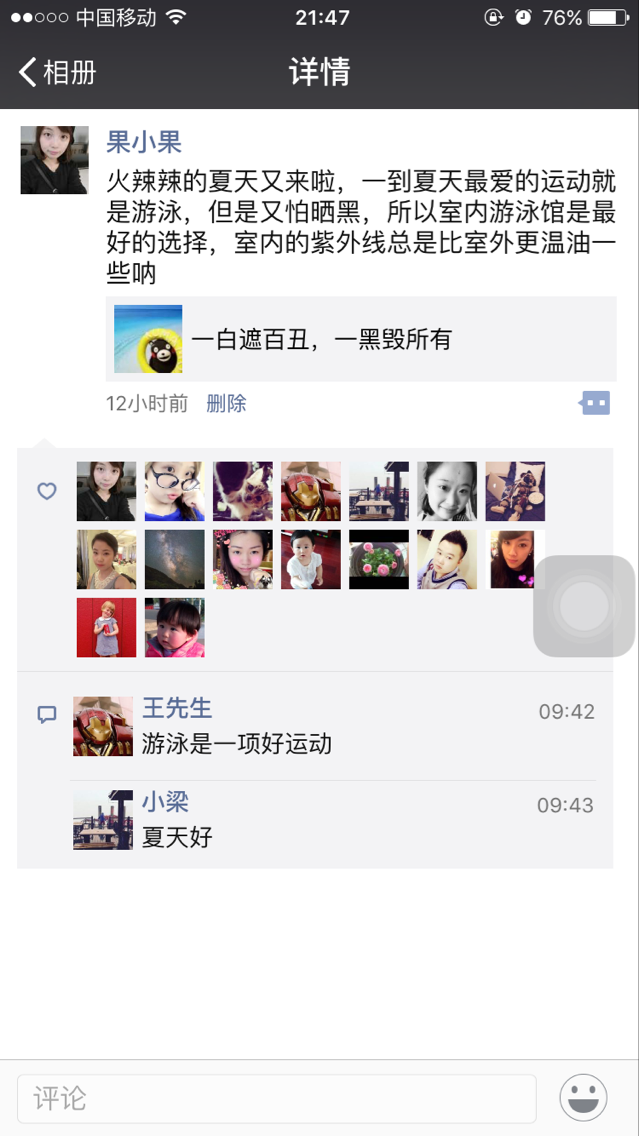 中国移动
21:47
76%
相册
详情
果小果
火辣辣的夏天又来啦，一到夏天最爱的运动就
是游泳，但是又怕晒黑，所以室内游泳馆是最
好的选择，室内的紫外线总是比室外更温油一
些呐
一白遮百丑，一黑毁所有
12小时前 删除
王先生
09:42
游泳是一项好运动
小梁
09:43
夏天好
评论